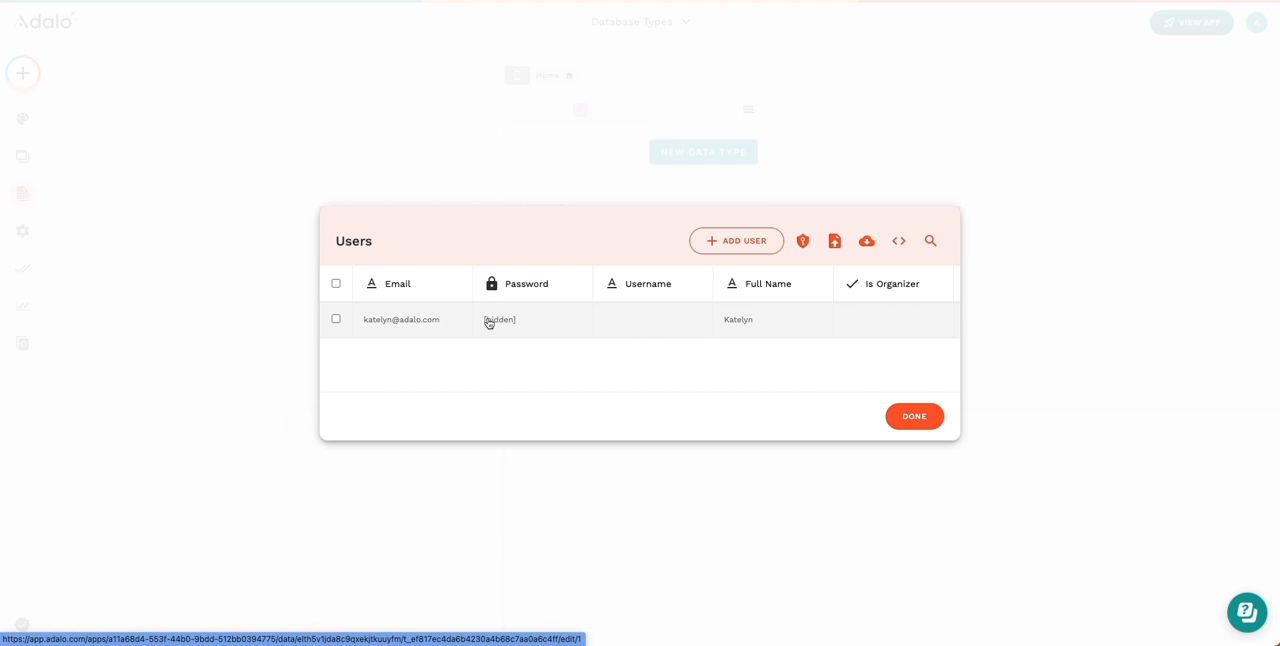 Adalo
Database Types
VIEW APP
A
Home
NEW DATA TYPE
Users
ADD USER
Email
Password
Username
Full Name
Is Organizer
katelyn@adalo.com
[hidden]
Katelyn
DONE
https://app.adalo.com/apps/a11a68d4-553f-44b0-9bdd-512bb0394775/data/elth5v1jda8c9qxekjtkuuyfm/t_ef817ec4da6b4230a4b68c7aa0a6c4ff/edit/1